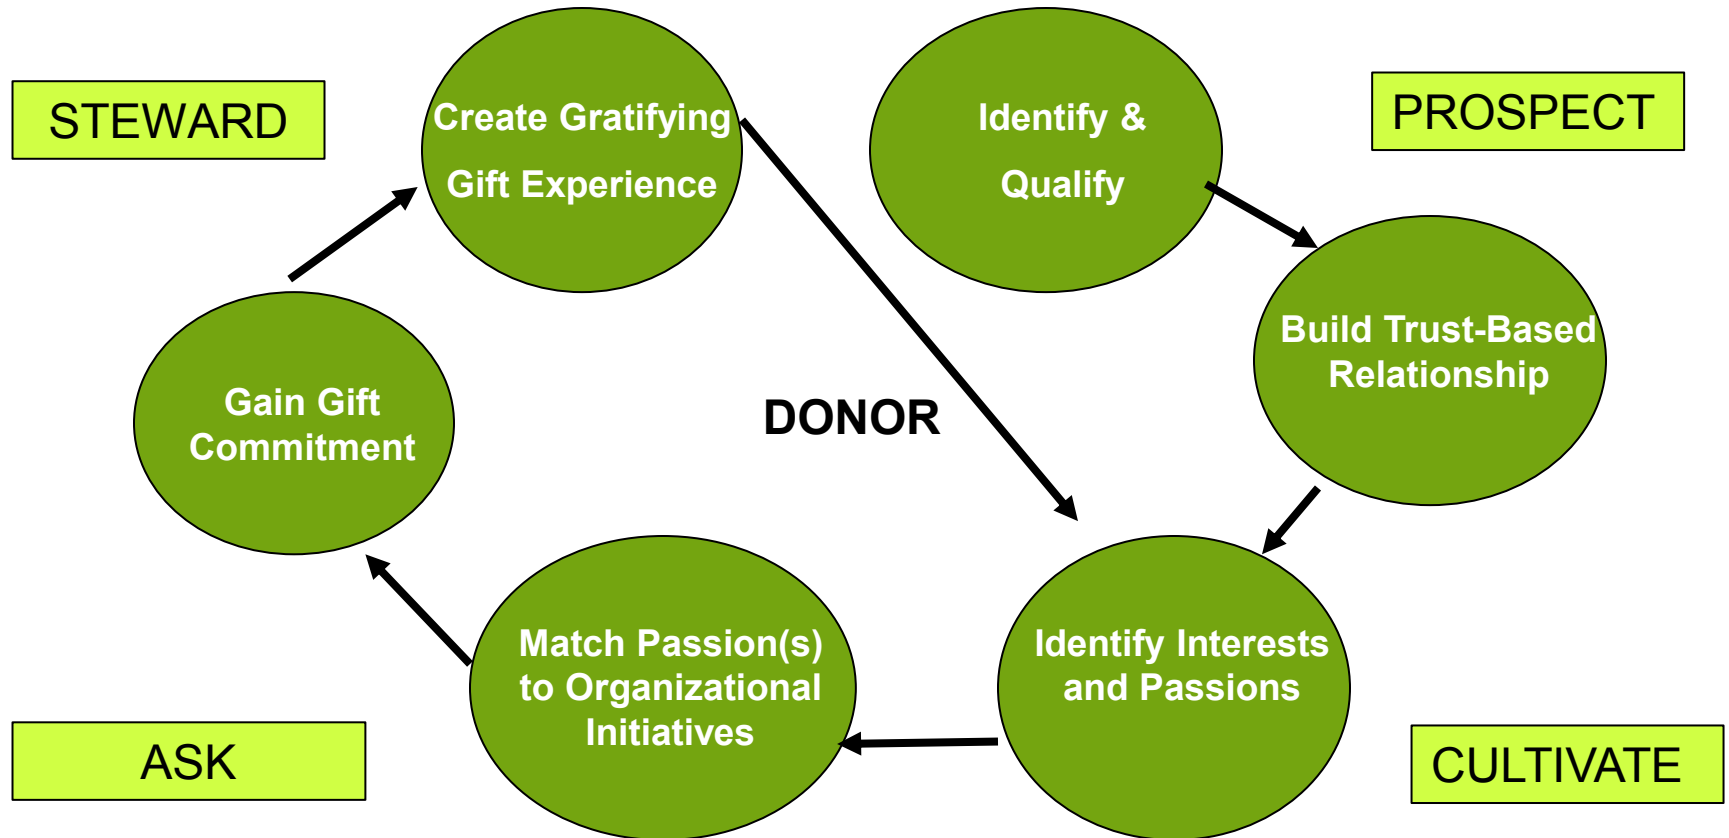 STEWARD
Create Gratifying
Gift Experience
Identify &
Qualify
PROSPECT
Build Trust-Based
Relationship
Gain Gift
Commitment
DONOR
Match Passion(s)
to Organizational
Initiatives
Identify Interests
and Passions
ASK
CULTIVATE